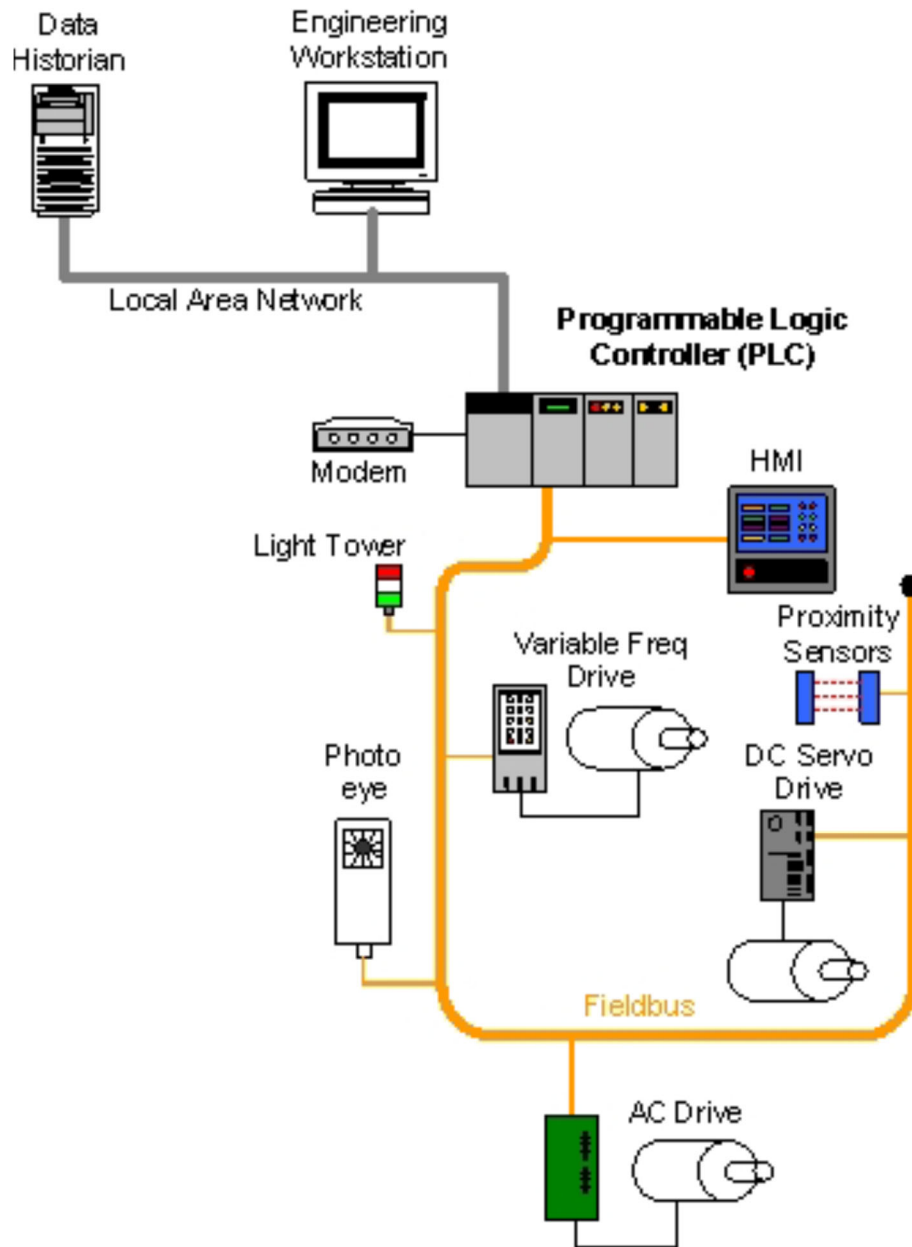 Data
Historian
Engineering
Workstation
Local Area Network
Programmable Logic
Controller (PLC)
Modem
HMI
Light Tower
Proximity
Sensors
Variable Freq
Drive
Photo
eye
DC Servo
Drive
Fieldbus
AC Drive